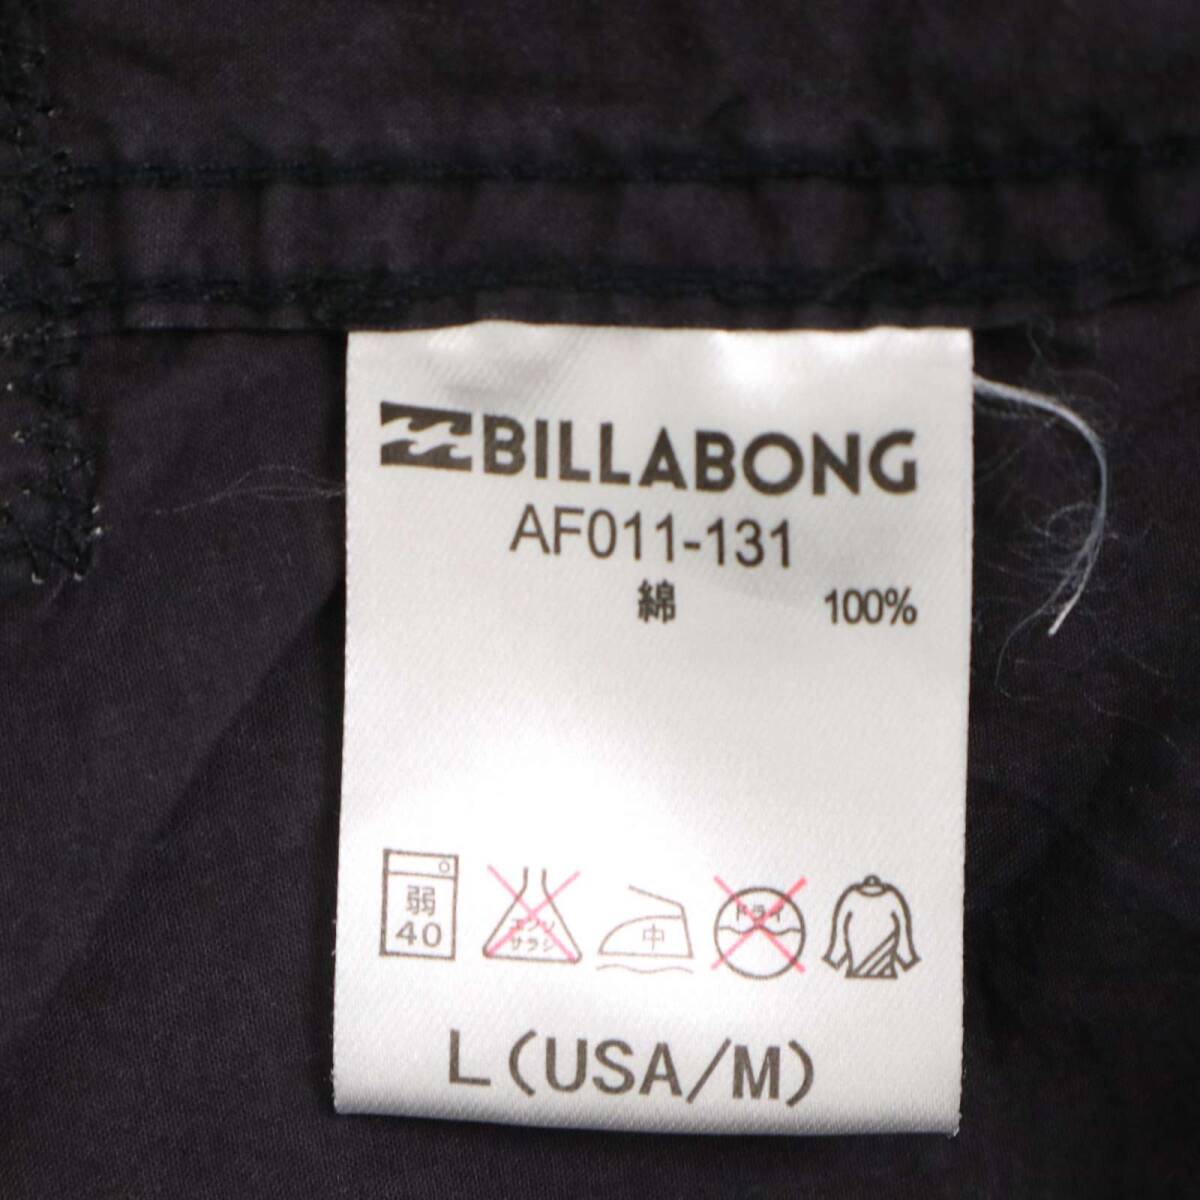 BILLABONG
AF011-131
綿 100%
弱 40 エンソ サラシ 中 ドライ
L(USA/M)